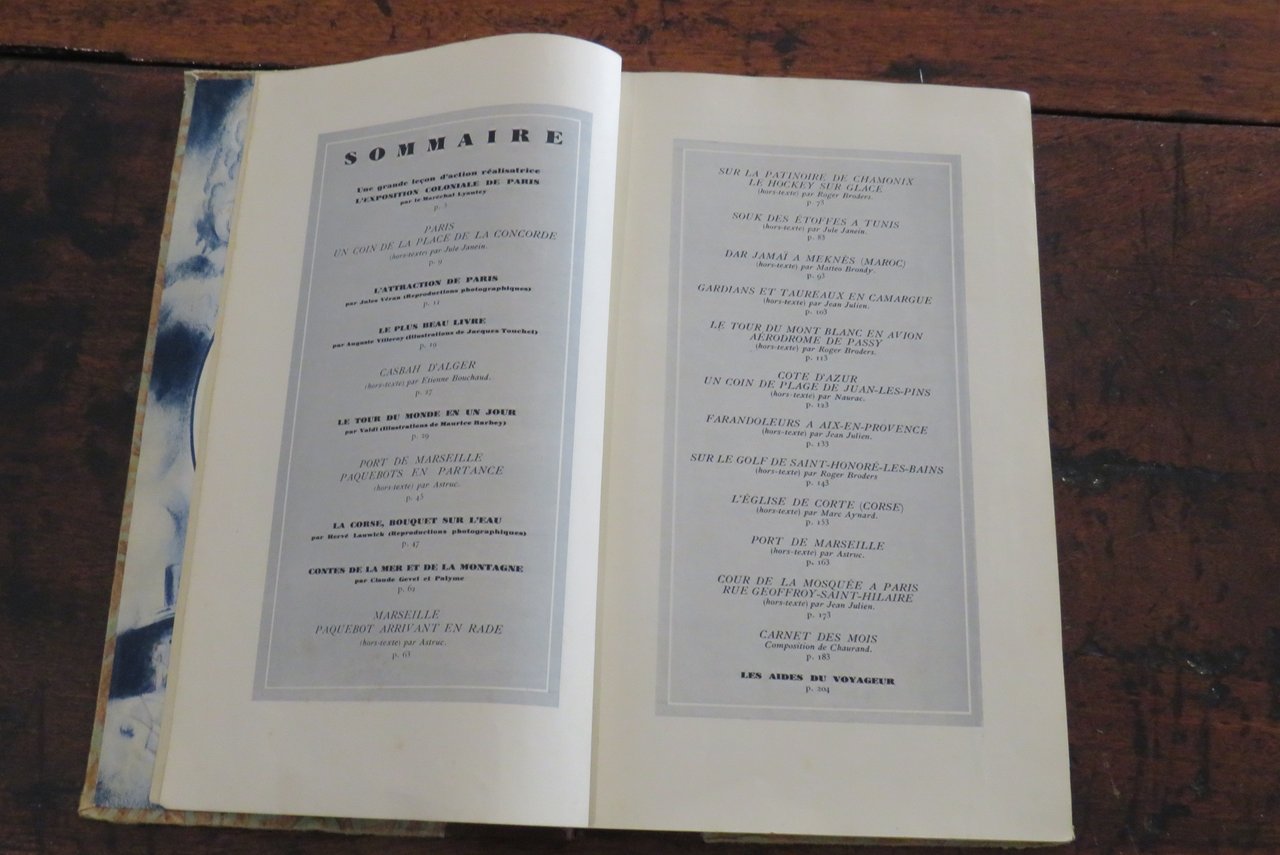 SOMMAIRE
Une grande leçon d'action réalisatrice
L'EXPOSITION COLONIALE DE PARIS
par le Maréchal Lyautey
p. 3
PARIS
UN COIN DE LA PLACE DE LA CONCORDE
(hors-texte) par Jule Janein.
p. 9
L'ATTRACTION DE PARIS
par Jules Véran (Reproductions photographiques)
p. 12
LE PLUS BEAU LIVRE
par Auguste Villeroy (Illustrations de Jacques Touchet)
p. 19
CASBAH D'ALGER
(hors-texte) par Etienne Bouchaud.
p. 27
LE TOUR DU MONDE EN UN JOUR
par Valdi (Illustrations de Maurice Barbey)
p. 29
PORT DE MARSEILLE
PAQUEBOTS EN PARTANCE
(hors-texte) par Astruc.
p. 45
LA CORSE, BOUQUET SUR L'EAU
par Hervé Lauwick (Reproductions photographiques)
p. 47
CONTES DE LA MER ET DE LA MONTAGNE
par Claude Gevel et Palyme
p. 62
MARSEILLE
PAQUEBOT ARRIVANT EN RADE
(hors-texte) par Astruc.
p. 63
SUR LA PATINOIRE DE CHAMONIX
LE HOCKEY SUR GLACE
(hors-texte) par Roger Broders.
p. 73
SOUK DES ÉTOFFES A TUNIS
(hors-texte) par Jule Janein.
p. 83
DAR JAMAÏ A MEKNÈS (MAROC)
(hors-texte) par Matteo Brondy.
p. 93
GARDIANS ET TAUREAUX EN CAMARGUE
(hors-texte) par Jean Julien.
p. 103
LE TOUR DU MONT BLANC EN AVION
AÉRODROME DE PASSY
(hors-texte) par Roger Broders.
p. 113
COTE D'AZUR
UN COIN DE PLAGE DE JUAN-LES-PINS
(hors-texte) par Naurac.
p. 123
FARANDOLEURS A AIX-EN-PROVENCE
(hors-texte) par Jean Julien.
p. 133
SUR LE GOLF DE SAINT-HONORÉ-LES-BAINS
(hors-texte) par Roger Broders
p. 143
L'ÉGLISE DE CORTE (CORSE)
(hors-texte) par Marc Aynard.
p. 153
PORT DE MARSEILLE
(hors-texte) par Astruc.
p. 163
COUR DE LA MOSQUÉE A PARIS
RUE GEOFFROY-SAINT-HILAIRE
(hors-texte) par Jean Julien.
p. 173
CARNET DES MOIS
Composition de Chaurand.
p. 183
LES AIDES DU VOYAGEUR
p. 204